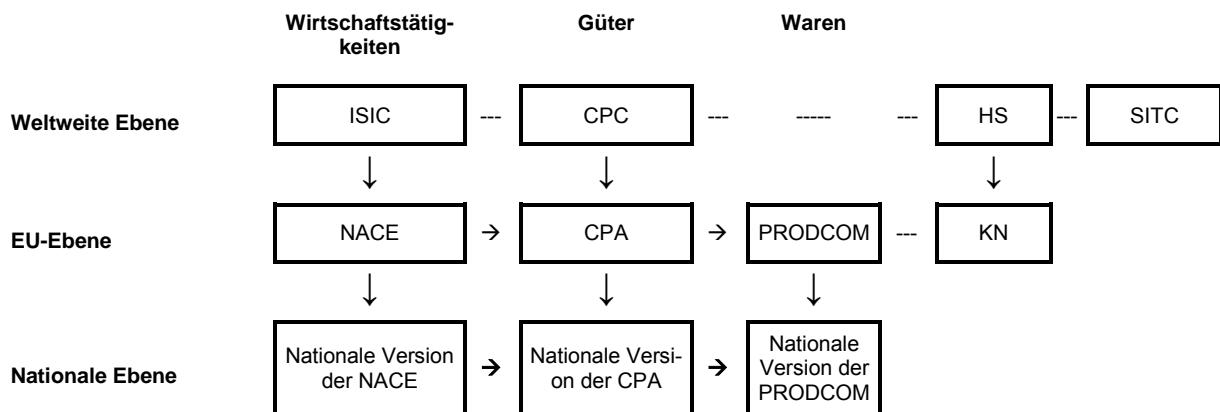 Wirtschaftstätig-
keiten
Güter
Waren
Weltweite Ebene
ISIC
---
CPC
---
-----
---
HS
---
SITC
↓
↓
↓
EU-Ebene
NACE
→
CPA
→
PRODCOM
---
KN
↓
↓
↓
Nationale Ebene
Nationale Version
der NACE
→
Nationale Versi-
on der CPA
→
Nationale
Version der
PRODCOM